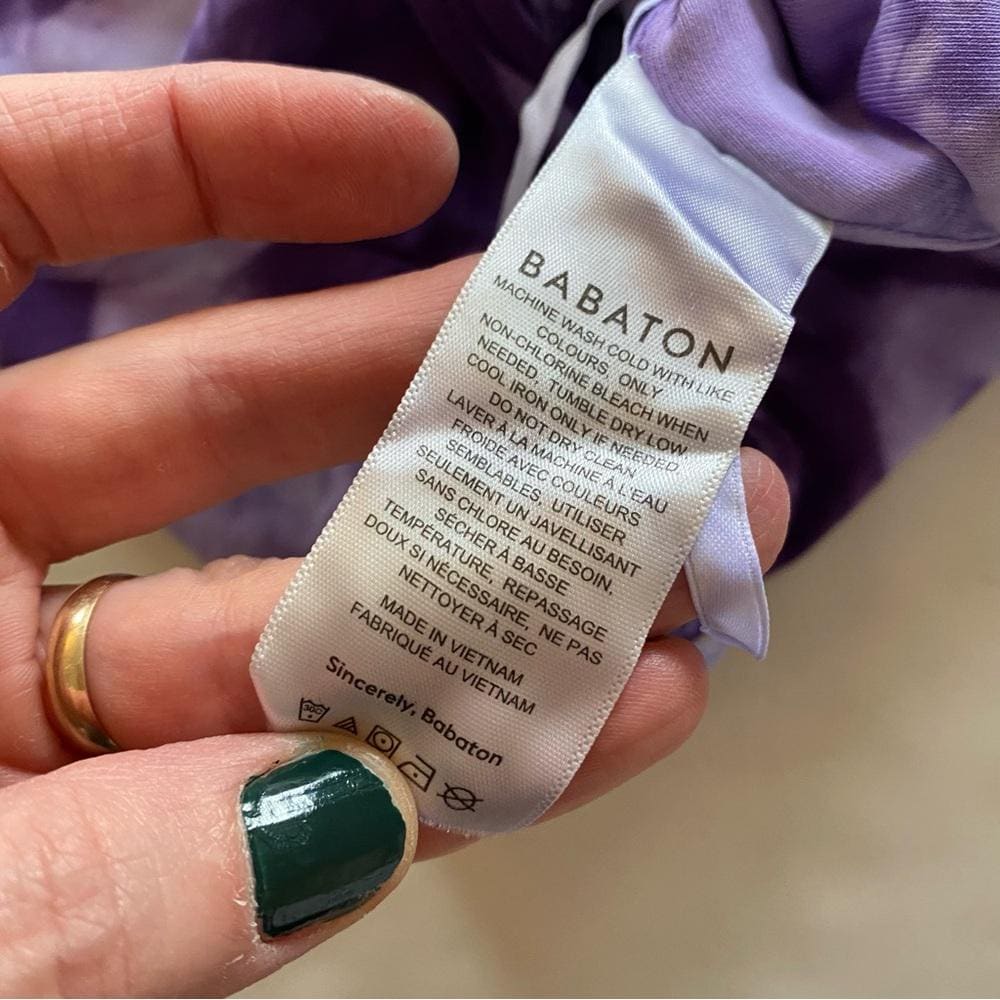 BABATON
MACHINE WASH COLD WITH LIKE
COLOURS, ONLY
NON-CHLORINE BLEACH WHEN
NEEDED, TUMBLE DRY LOW
COOL IRON ONLY IF NEEDED
DO NOT DRY CLEAN
LAVER À LA MACHINE À L'EAU
FROIDE AVEC COULEURS
SEMBLABLES, UTILISER
SEULEMENT UN JAVELLISANT
SANS CHLORE AU BESOIN,
SÉCHER À BASSE
TEMPÉRATURE, REPASSAGE
DOUX SI NÉCESSAIRE, NE PAS
NETTOYER À SEC
MADE IN VIETNAM
FABRIQUÉ AU VIETNAM
Sincerely, Babaton
30C